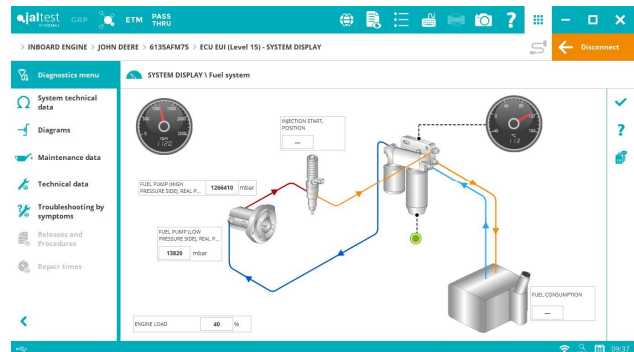 jaltest
GRP
ETM
PASS
THRU
?
> INBOARD ENGINE > JOHN DEERE > 6135AFM75 > ECU EUI (Level 15) - SYSTEM DISPLAY
Disconnect
Diagnostics menu
SYSTEM DISPLAY \ Fuel system
System technical
data
Diagrams
Maintenance data
Technical data
Troubleshooting by
symptoms
Releases and
Procedures
Repair times
rpm
1120
°C
113
INJECTION START,
POSITION
---
FUEL PUMP (HIGH
PRESSURE SIDE), REAL P...
1266410 mbar
FUEL PUMP (LOW
PRESSURE SIDE), REAL P...
13820 mbar
FUEL CONSUMPTION
---
ENGINE LOAD 40 %
?
09:37